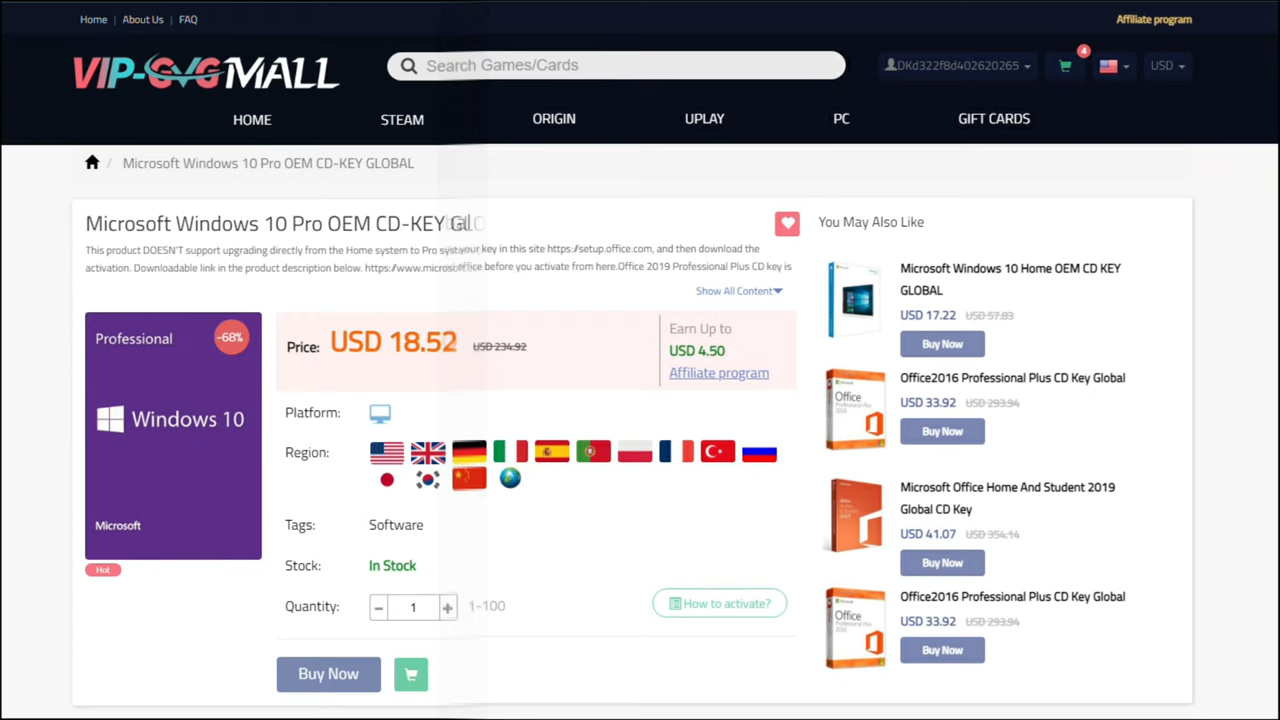 Home | About Us | FAQ
Affiliate program
VIP-GVGMALL
Search Games/Cards
DKd322f8d402620265
4
USD
HOME
STEAM
ORIGIN
UPLAY
PC
GIFT CARDS
/ Microsoft Windows 10 Pro OEM CD-KEY GLOBAL
Microsoft Windows 10 Pro OEM CD-KEY
This product DOESN'T support upgrading directly from the Home system to Pro your key in this site https://setup.office.com, and then download the
activation. Downloadable link in the product description below. before you activate from here.Office 2019 Professional Plus CD key is
Show All Content
Professional
-68%
Windows 10
Microsoft
Hot
Price: USD 18.52 USD 234.92
Earn Up to
USD 4.50
Affiliate program
Platform:
Region:
Tags: Software
Stock: In Stock
Quantity: - 1 + 1-100
How to activate?
Buy Now
You May Also Like
Microsoft Windows 10 Home OEM CD KEY
GLOBAL
USD 17.22 USD 57.83
Buy Now
Office2016 Professional Plus CD Key Global
USD 33.92 USD 293.94
Buy Now
Office
Microsoft Office Home And Student 2019
Global CD Key
USD 41.07 USD 354.14
Buy Now
Office2016 Professional Plus CD Key Global
USD 33.92 USD 293.94
Buy Now
Office